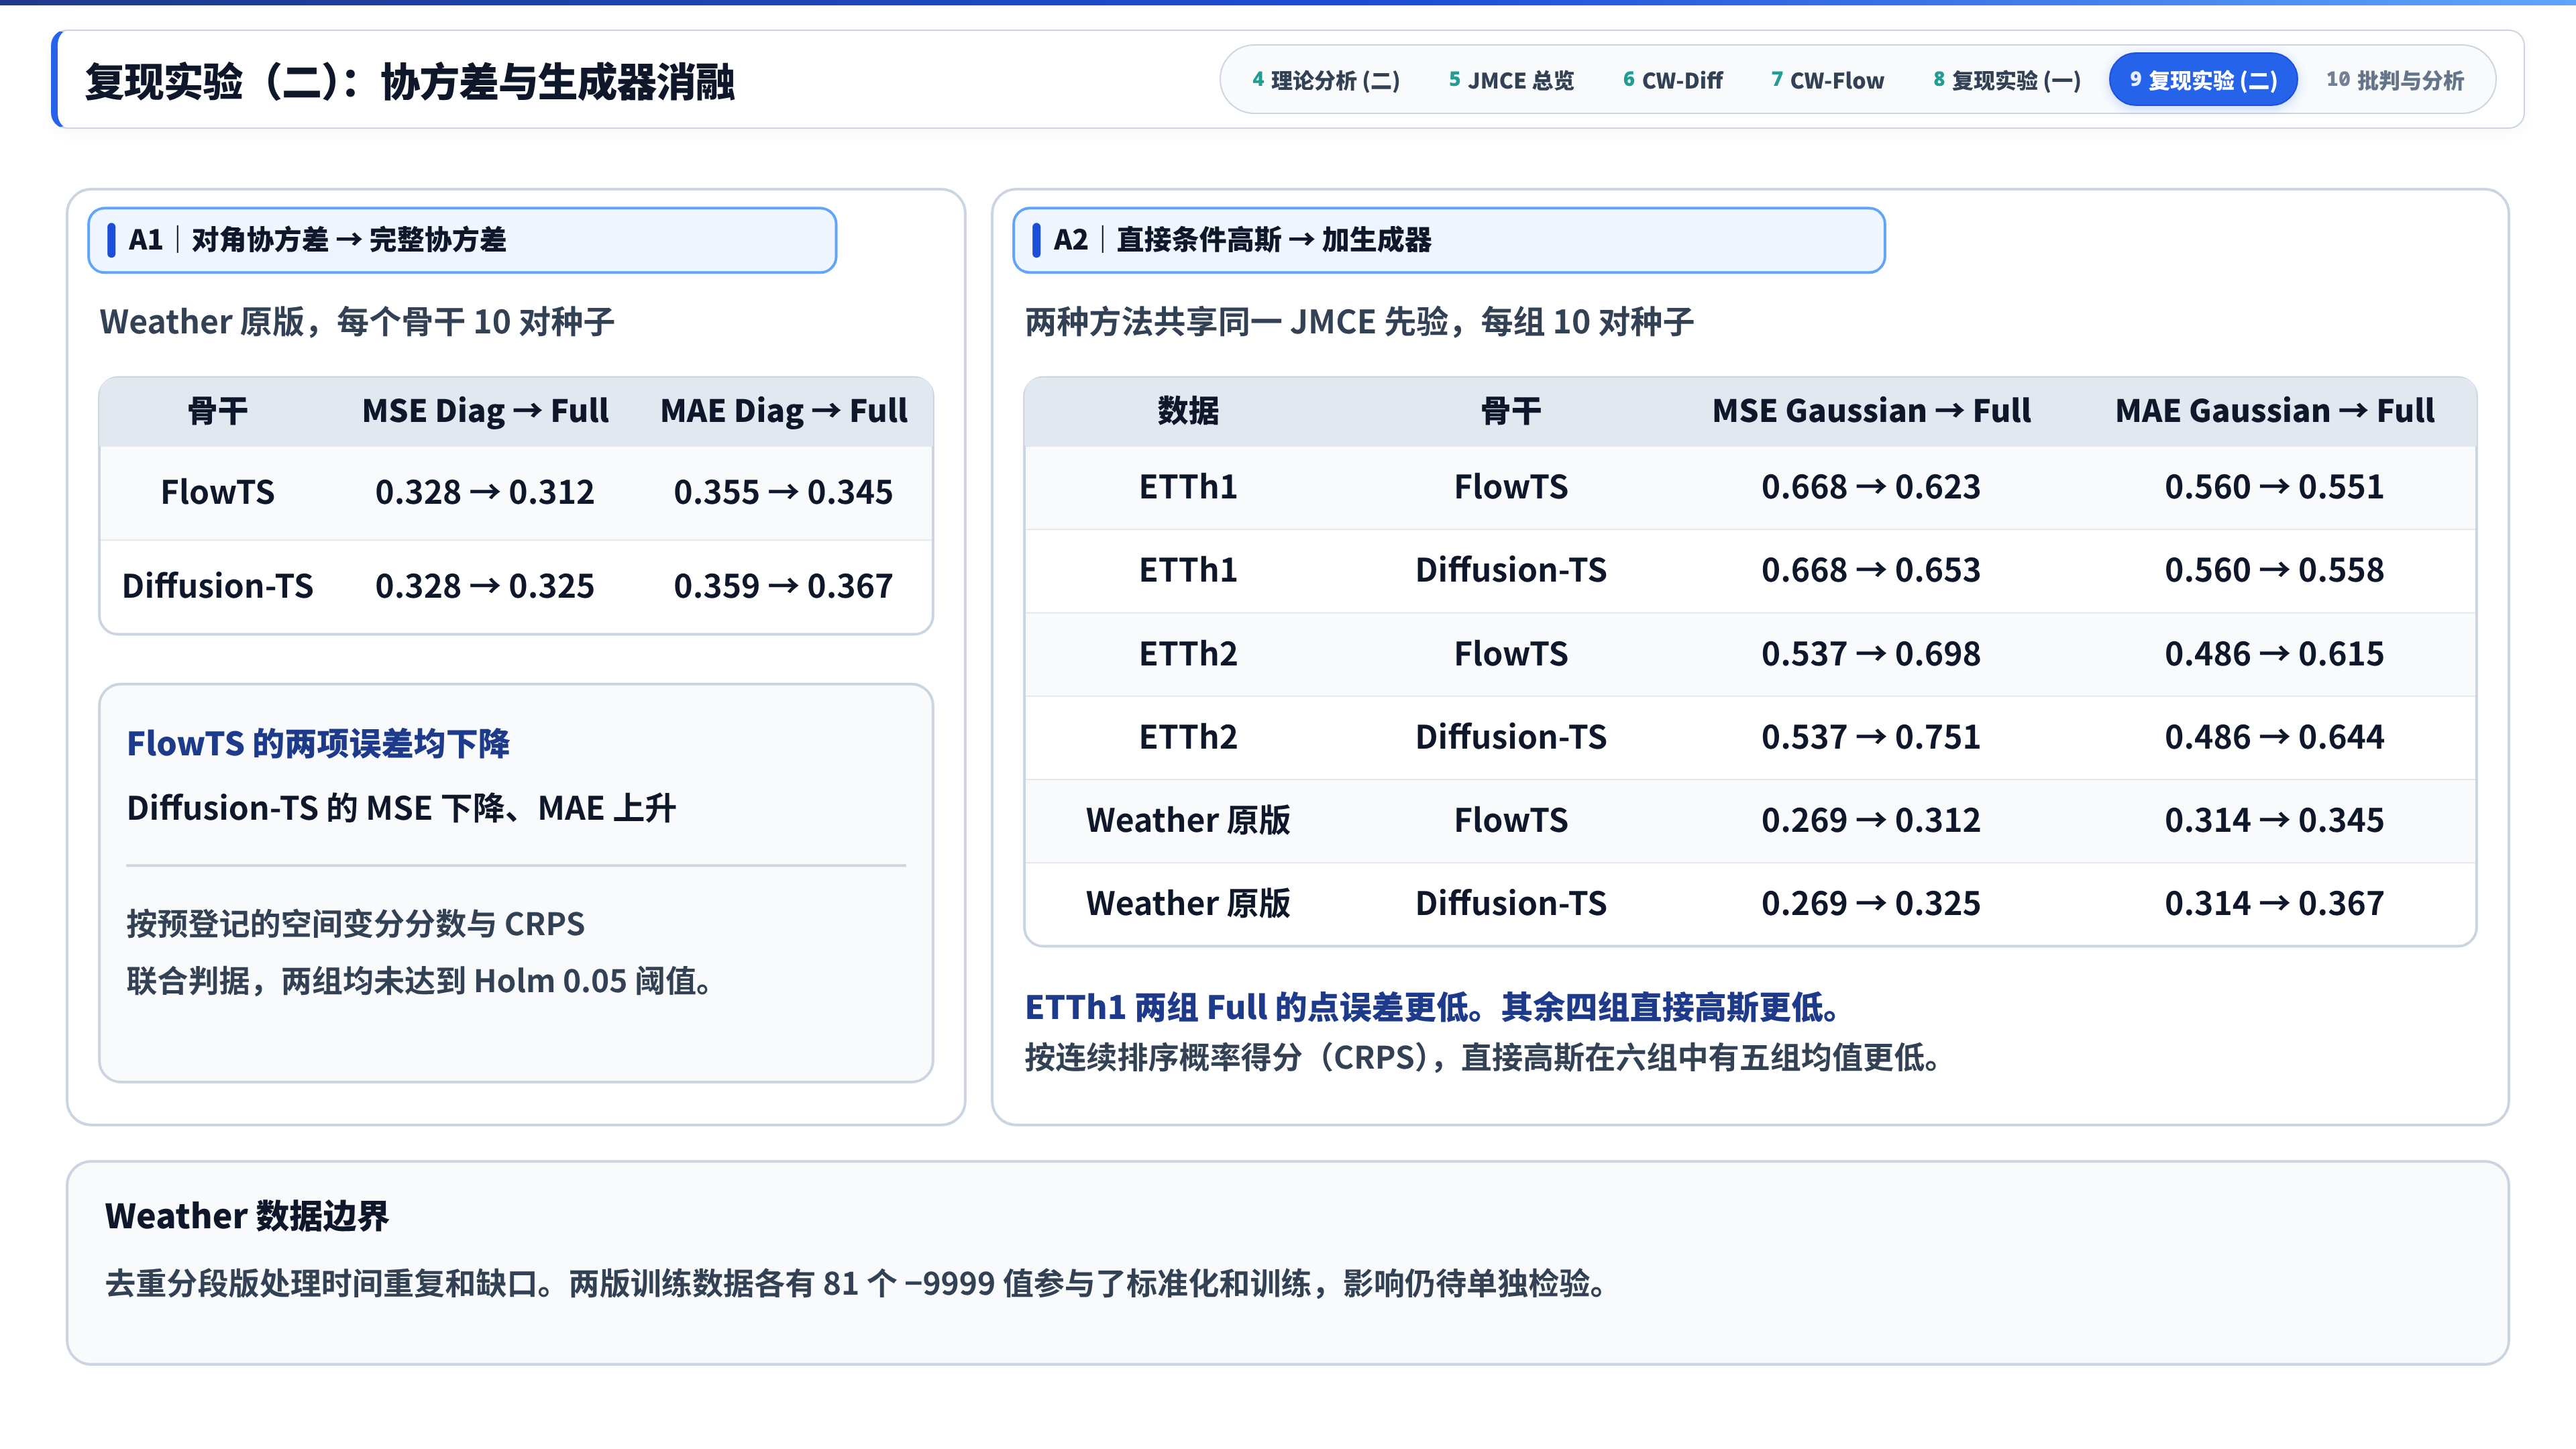 复现实验（二）：协方差与生成器消融
4 理论分析 (二)
5 JMCE 总览
6 CW-Diff
7 CW-Flow
8 复现实验 (一)
9 复现实验 (二)
10 批判与分析
A1｜对角协方差 → 完整协方差
Weather 原版，每个骨干 10 对种子
骨干 MSE Diag → Full MAE Diag → Full
FlowTS 0.328 → 0.312 0.355 → 0.345
Diffusion-TS 0.328 → 0.325 0.359 → 0.367
FlowTS 的两项误差均下降
Diffusion-TS 的 MSE 下降、MAE 上升
按预登记的空间变分分数与 CRPS
联合判据，两组均未达到 Holm 0.05 阈值。
A2｜直接条件高斯 → 加生成器
两种方法共享同一 JMCE 先验，每组 10 对种子
数据 骨干 MSE Gaussian → Full MAE Gaussian → Full
ETTh1 FlowTS 0.668 → 0.623 0.560 → 0.551
ETTh1 Diffusion-TS 0.668 → 0.653 0.560 → 0.558
ETTh2 FlowTS 0.537 → 0.698 0.486 → 0.615
ETTh2 Diffusion-TS 0.537 → 0.751 0.486 → 0.644
Weather 原版 FlowTS 0.269 → 0.312 0.314 → 0.345
Weather 原版 Diffusion-TS 0.269 → 0.325 0.314 → 0.367
ETTh1 两组 Full 的点误差更低。其余四组直接高斯更低。
按连续排序概率得分（CRPS），直接高斯在六组中有五组均值更低。
Weather 数据边界
去重分段版处理时间重复和缺口。两版训练数据各有 81 个 −9999 值参与了标准化和训练，影响仍待单独检验。